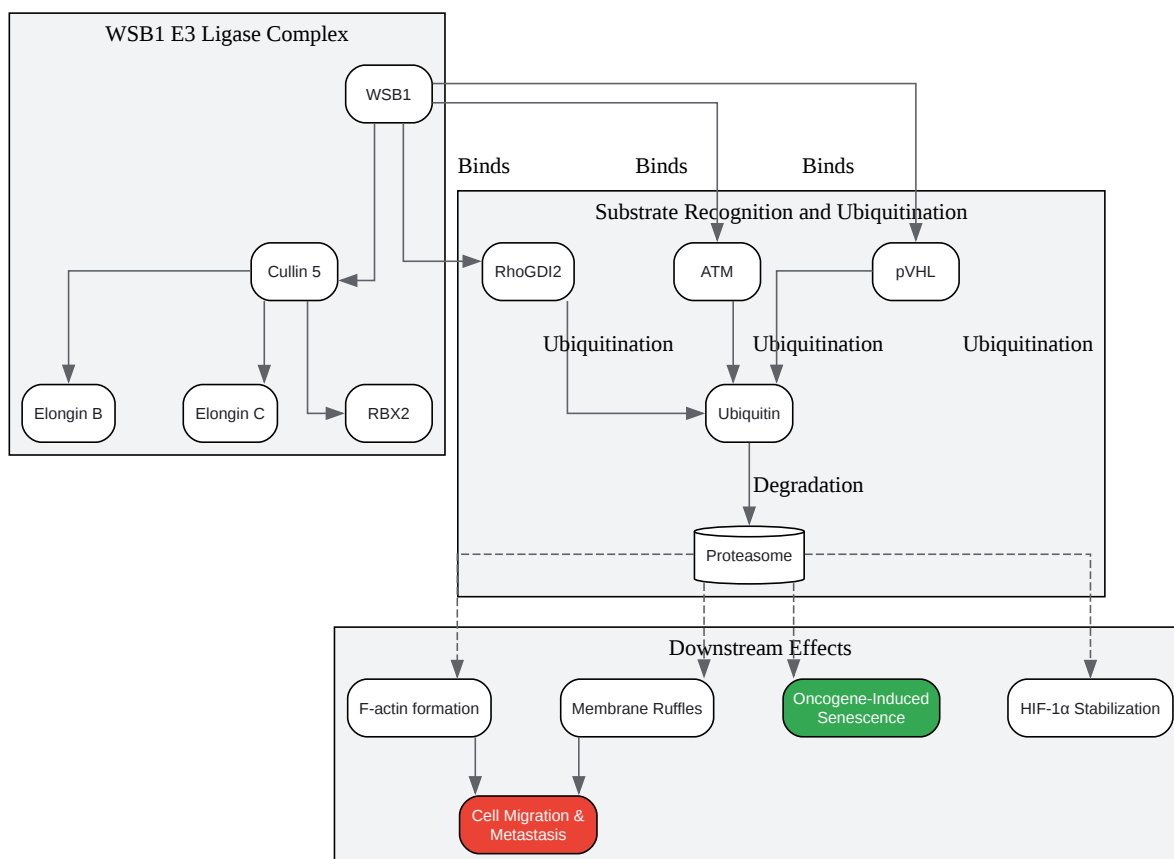 WSB1 E3 Ligase Complex
WSB1
Binds
Binds
Binds
Substrate Recognition and Ubiquitination
Cullin 5
RhoGDI2
ATM
pVHL
Ubiquitination
Ubiquitination
Ubiquitination
Elongin B
Elongin C
RBX2
Ubiquitin
Degradation
Proteasome
Downstream Effects
F-actin formation
Membrane Ruffles
Oncogene-Induced
Senescence
HIF-1α Stabilization
Cell Migration &
Metastasis